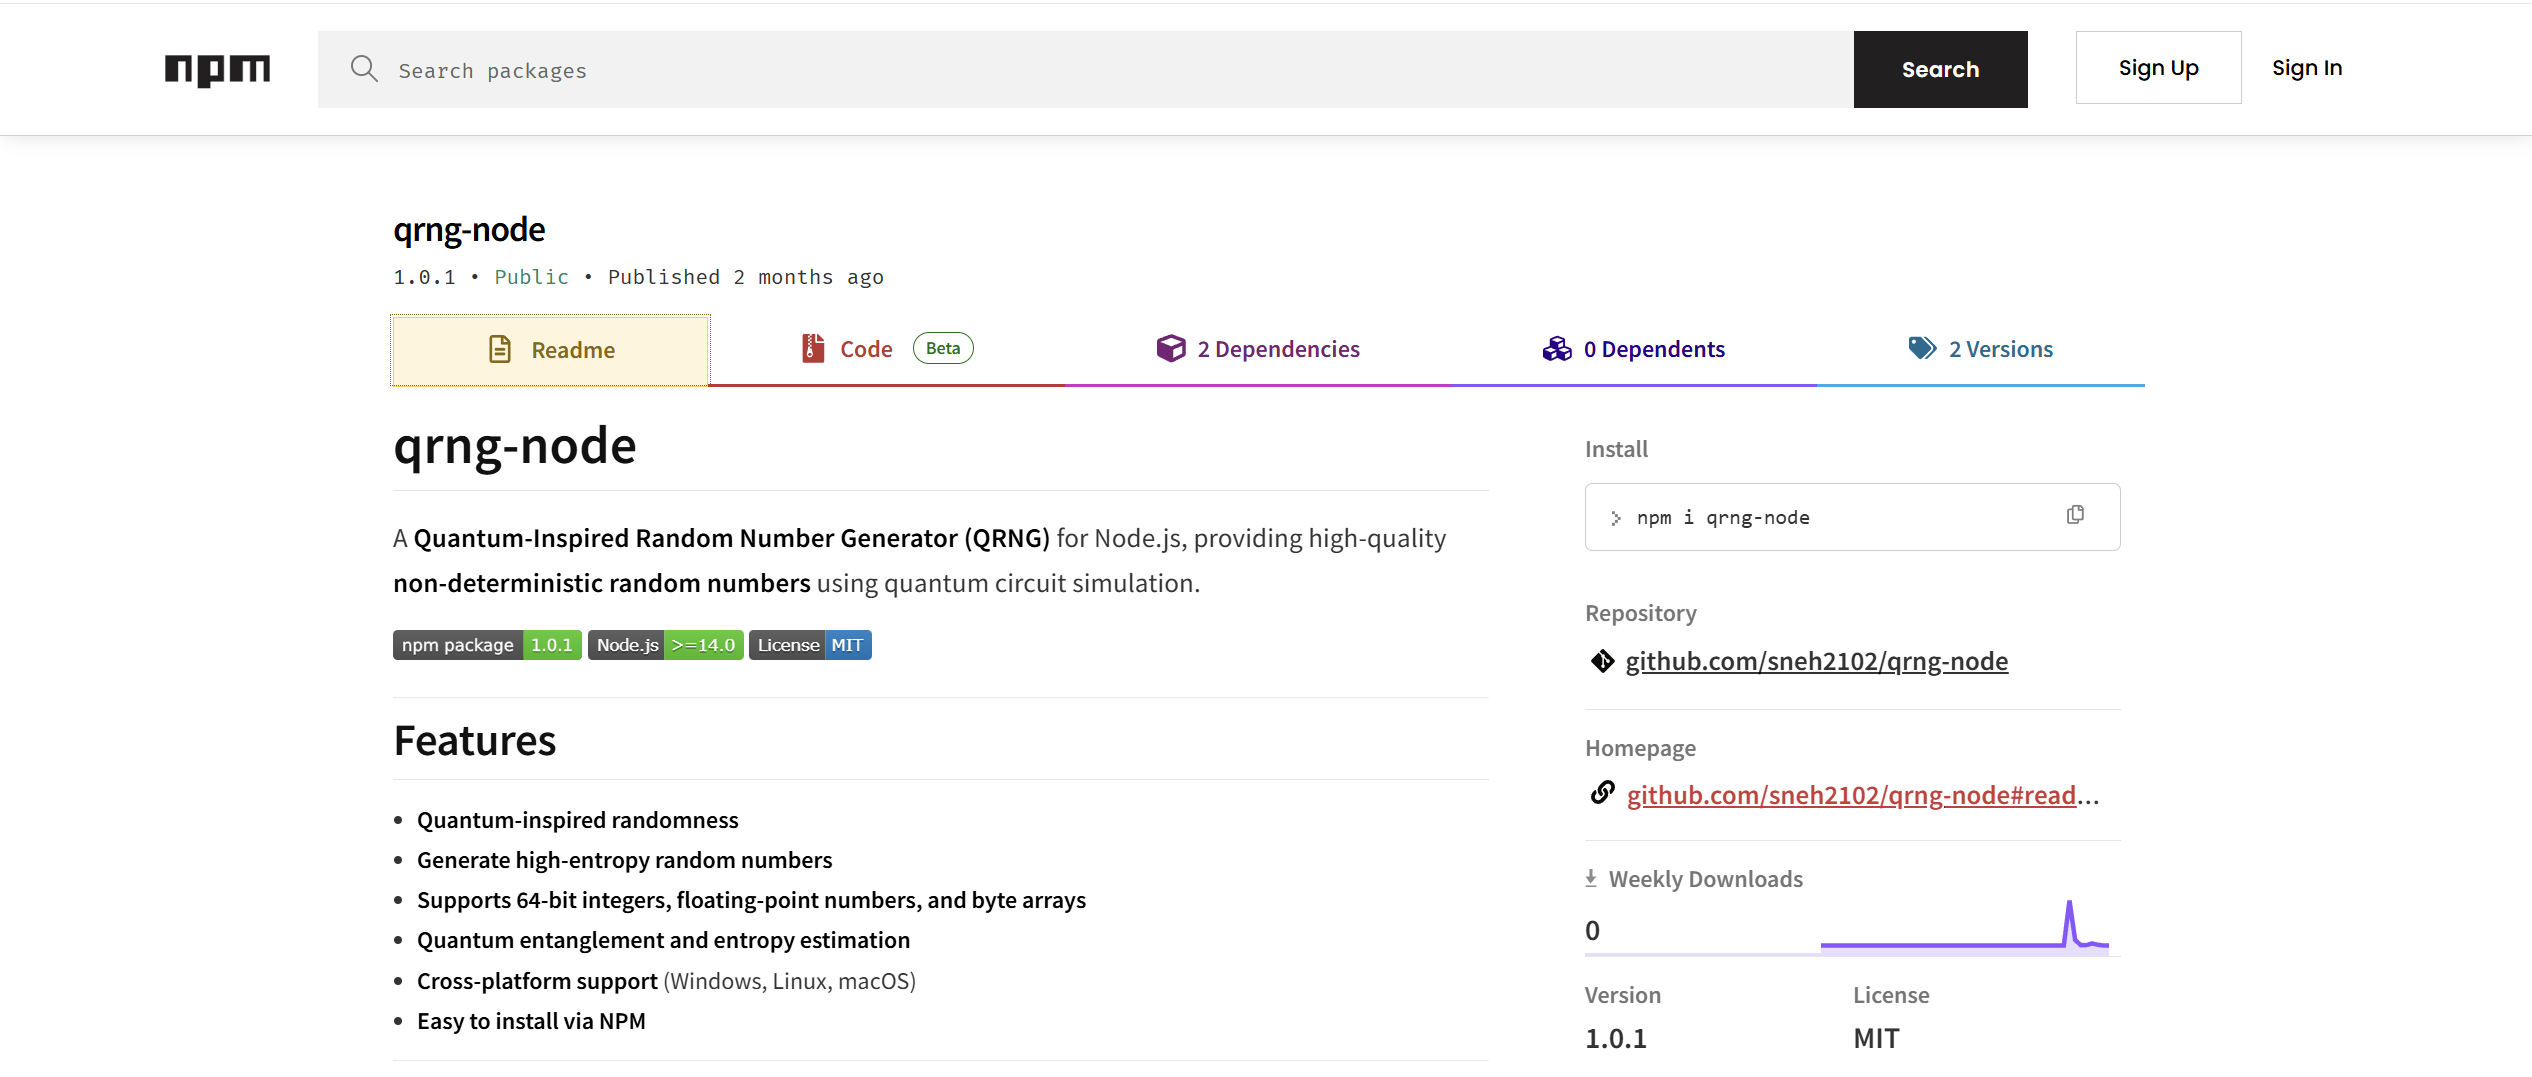 npm
Search packages
Search
Sign Up
Sign In
qrng-node
1.0.1 • Public • Published 2 months ago
Readme
Code Beta
2 Dependencies
0 Dependents
2 Versions
qrng-node
A Quantum-Inspired Random Number Generator (QRNG) for Node.js, providing high-quality
non-deterministic random numbers using quantum circuit simulation.
npm package 1.0.1 Node.js >=14.0 License MIT
Features
• Quantum-inspired randomness
• Generate high-entropy random numbers
• Supports 64-bit integers, floating-point numbers, and byte arrays
• Quantum entanglement and entropy estimation
• Cross-platform support (Windows, Linux, macOS)
• Easy to install via NPM
Install
> npm i qrng-node
Repository
github.com/sneh2102/qrng-node
Homepage
github.com/sneh2102/qrng-node#read...
Weekly Downloads
0
Version
1.0.1
License
MIT